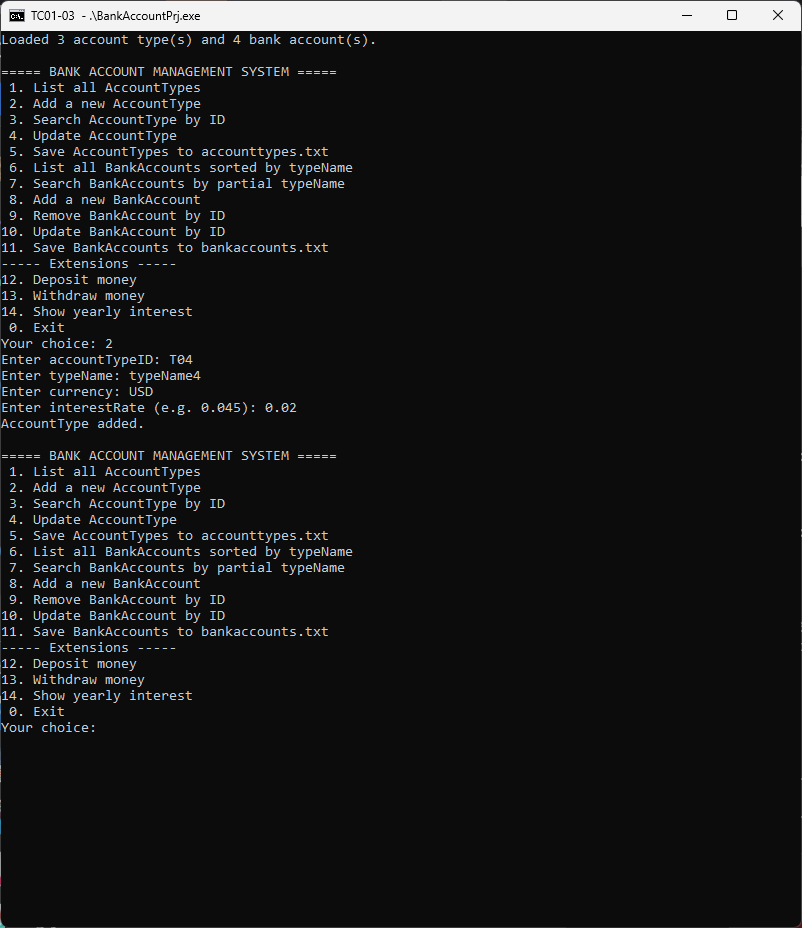 TC01-03 - .\BankAccountPrj.exe
Loaded 3 account type(s) and 4 bank account(s).
===== BANK ACCOUNT MANAGEMENT SYSTEM =====
1. List all AccountTypes
2. Add a new AccountType
3. Search AccountType by ID
4. Update AccountType
5. Save AccountTypes to accounttypes.txt
6. List all BankAccounts sorted by typeName
7. Search BankAccounts by partial typeName
8. Add a new BankAccount
9. Remove BankAccount by ID
10. Update BankAccount by ID
11. Save BankAccounts to bankaccounts.txt
----- Extensions -----
12. Deposit money
13. Withdraw money
14. Show yearly interest
0. Exit
Your choice: 2
Enter accountTypeID: T04
Enter typeName: typeName4
Enter currency: USD
Enter interestRate (e.g. 0.045): 0.02
AccountType added.
===== BANK ACCOUNT MANAGEMENT SYSTEM =====
1. List all AccountTypes
2. Add a new AccountType
3. Search AccountType by ID
4. Update AccountType
5. Save AccountTypes to accounttypes.txt
6. List all BankAccounts sorted by typeName
7. Search BankAccounts by partial typeName
8. Add a new BankAccount
9. Remove BankAccount by ID
10. Update BankAccount by ID
11. Save BankAccounts to bankaccounts.txt
----- Extensions -----
12. Deposit money
13. Withdraw money
14. Show yearly interest
0. Exit
Your choice: